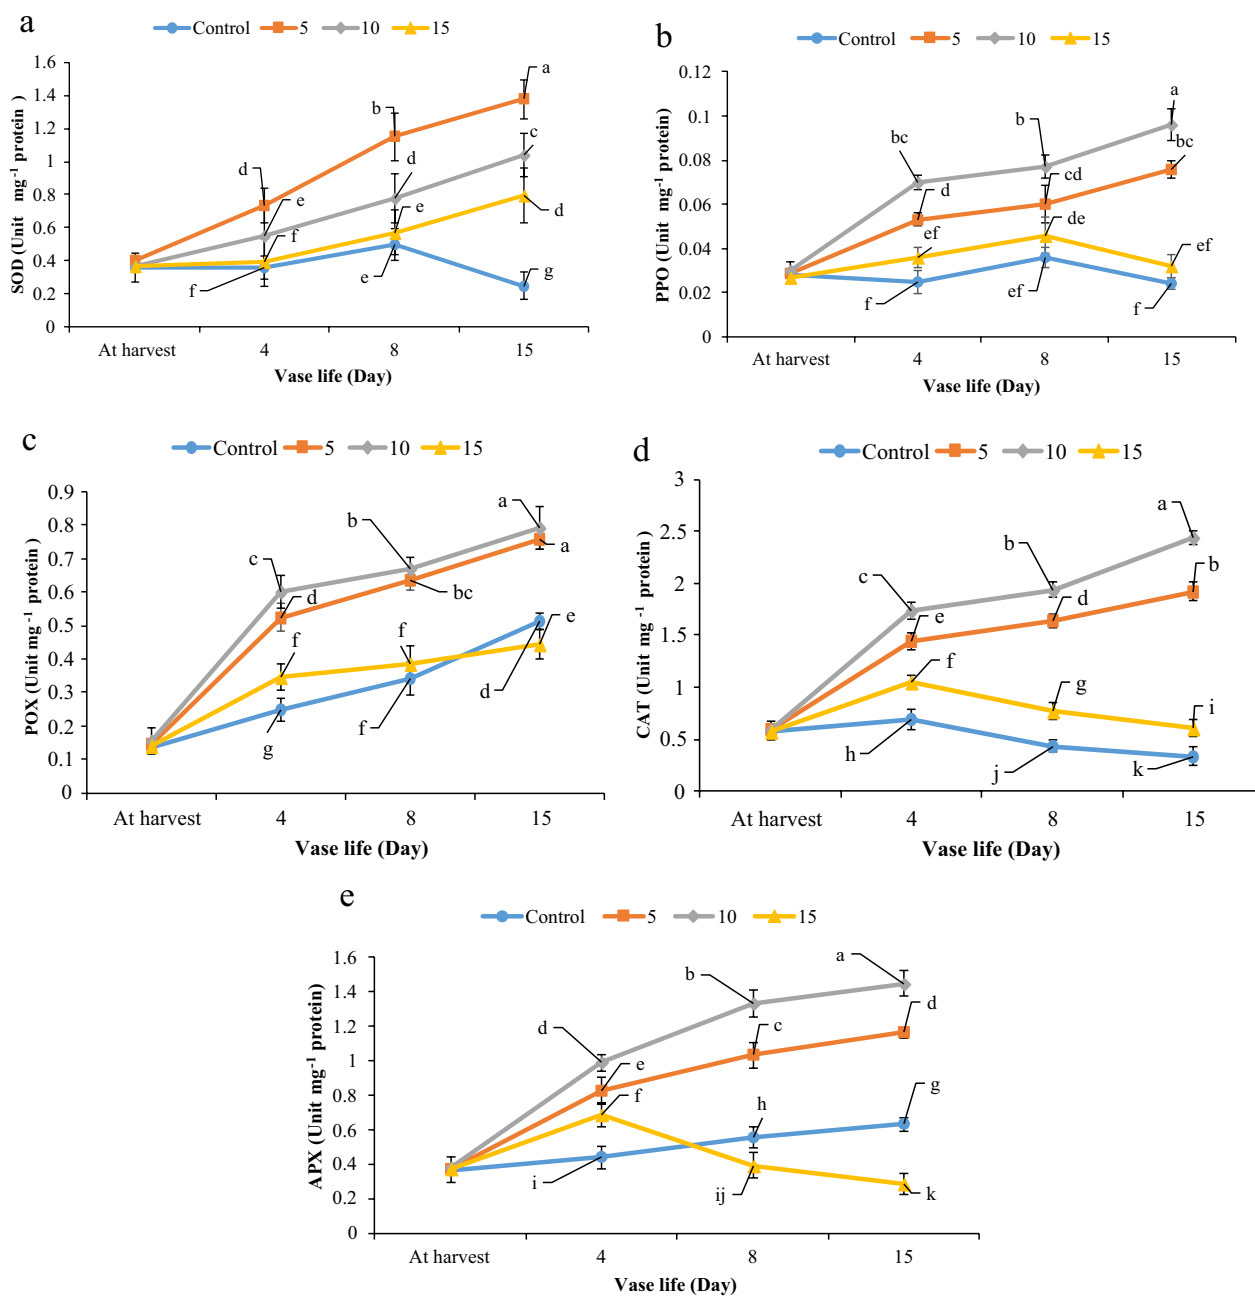 a
Control 5 10 15
SOD (Unit mg-1 protein )
1.6
1.4
1.2
1
0.8
0.6
0.4
0.2
0
a
b
c
d
d
e
e
f
d
f
e
g
At harvest 4 8 15
Vase life (Day)
b
Control 5 10 15
PPO (Unit mg-1 protein )
0.12
0.1
0.08
0.06
0.04
0.02
0
a
b
bc
bc
d
cd
de
ef
ef
f
ef
f
At harvest 4 8 15
Vase life (Day)
c
Control 5 10 15
POX (Unit mg-1 protein )
0.9
0.8
0.7
0.6
0.5
0.4
0.3
0.2
0.1
0
a
b
a
c
bc
d
e
f
f
d
g
f
At harvest 4 8 15
Vase life (Day)
d
Control 5 10 15
CAT (Unit mg-1 protein )
3
2.5
2
1.5
1
0.5
0
a
b
b
c
d
e
f
g
i
h
j
k
At harvest 4 8 15
Vase life (Day)
e
Control 5 10 15
APX (Unit mg-1 protein)
1.6
1.4
1.2
1
0.8
0.6
0.4
0.2
0
a
b
d
d
c
e
f
g
h
i
ij
k
At harvest 4 8 15
Vase life (Day)